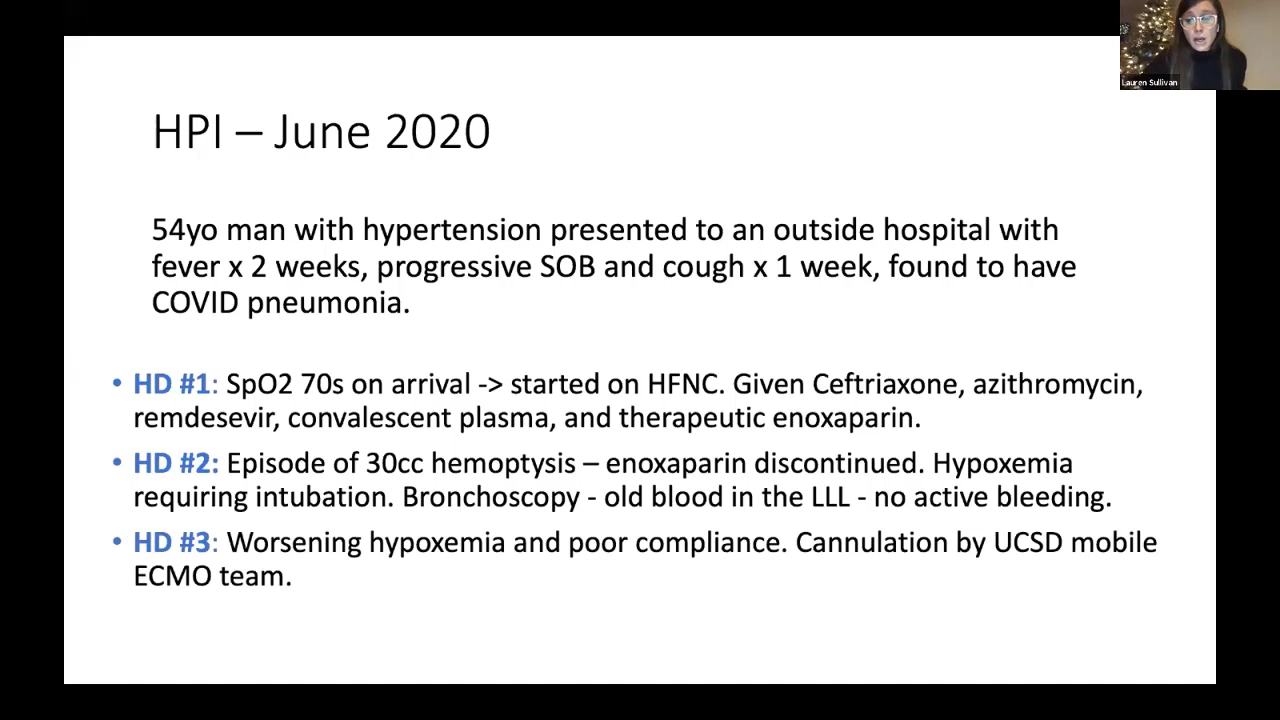 Lauren Sullivan
HPI – June 2020
54yo man with hypertension presented to an outside hospital with
fever x 2 weeks, progressive SOB and cough x 1 week, found to have
COVID pneumonia.
• HD #1: SpO2 70s on arrival -> started on HFNC. Given Ceftriaxone, azithromycin,
remdesevir, convalescent plasma, and therapeutic enoxaparin.
• HD #2: Episode of 30cc hemoptysis – enoxaparin discontinued. Hypoxemia
requiring intubation. Bronchoscopy - old blood in the LLL - no active bleeding.
• HD #3: Worsening hypoxemia and poor compliance. Cannulation by UCSD mobile
ECMO team.